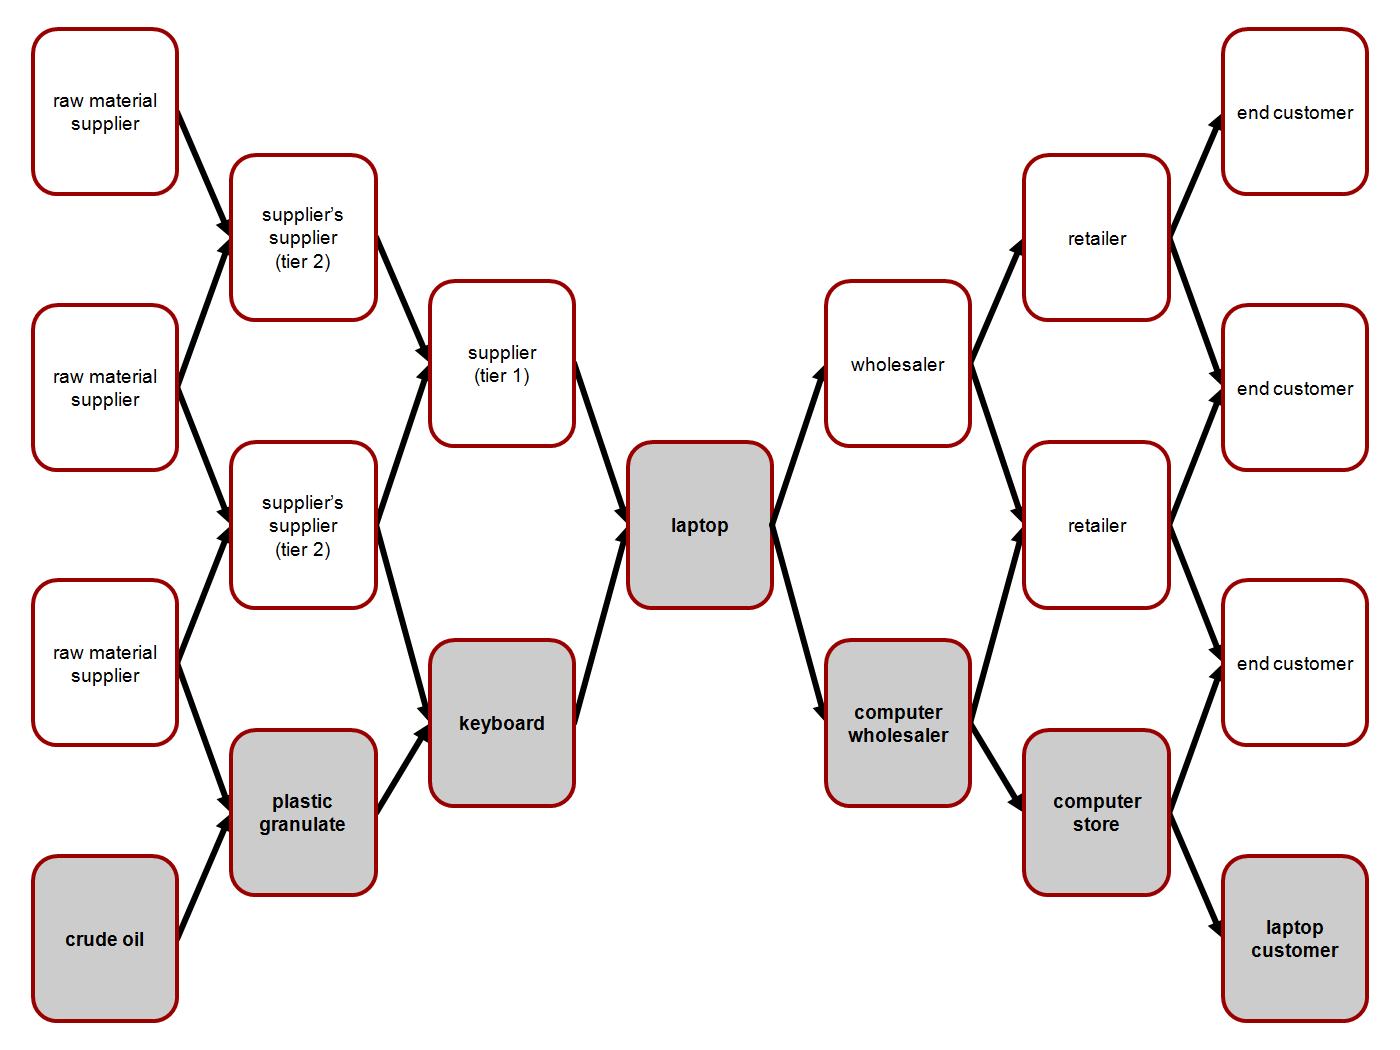 raw material
supplier
raw material
supplier
raw material
supplier
crude oil
supplier’s
supplier
(tier 2)
supplier’s
supplier
(tier 2)
plastic
granulate
supplier
(tier 1)
keyboard
laptop
wholesaler
computer
wholesaler
retailer
retailer
computer
store
end customer
end customer
end customer
laptop
customer